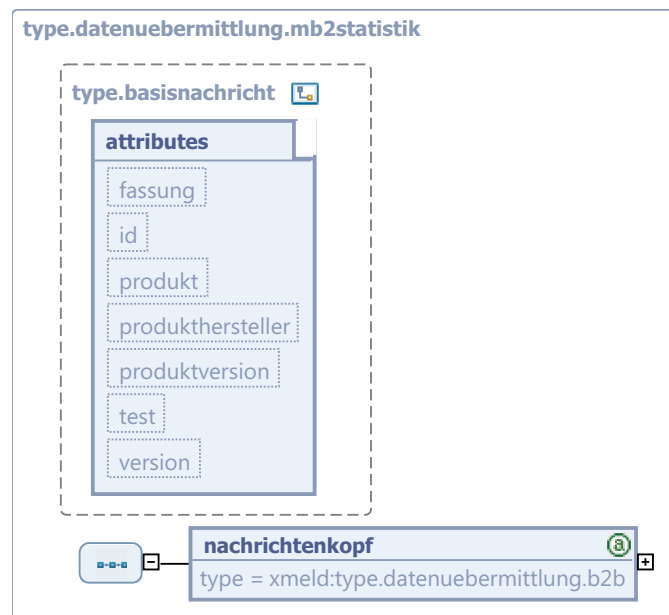 type.datenuebermittlung.mb2statistik
type.basisnachricht
attributes
fassung
id
produkt
produkthersteller
produktversion
test
version
nachrichtenkopf a
type = xmeld:type.datenuebermittlung.b2b